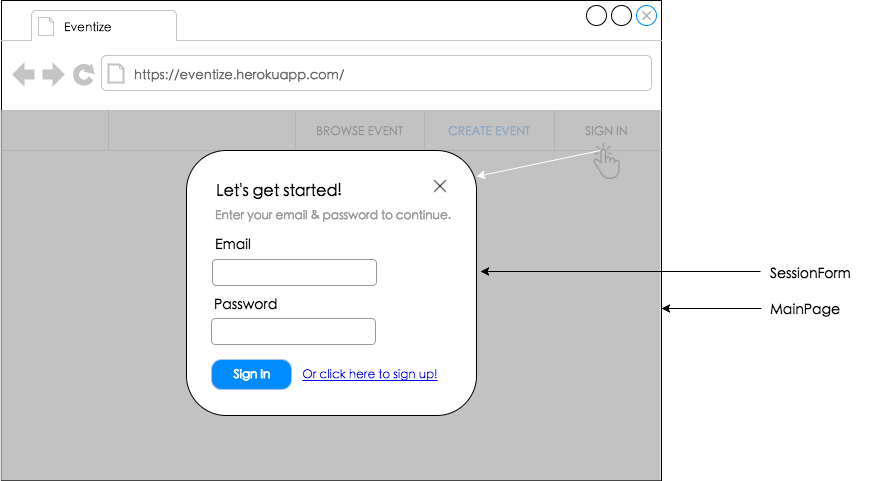 Eventize
https://eventize.herokuapp.com/
BROWSE EVENT
CREATE EVENT
SIGN IN
Let's get started!
Enter your email & password to continue.
Email
Password
Sign In
Or click here to sign up!
SessionForm
MainPage